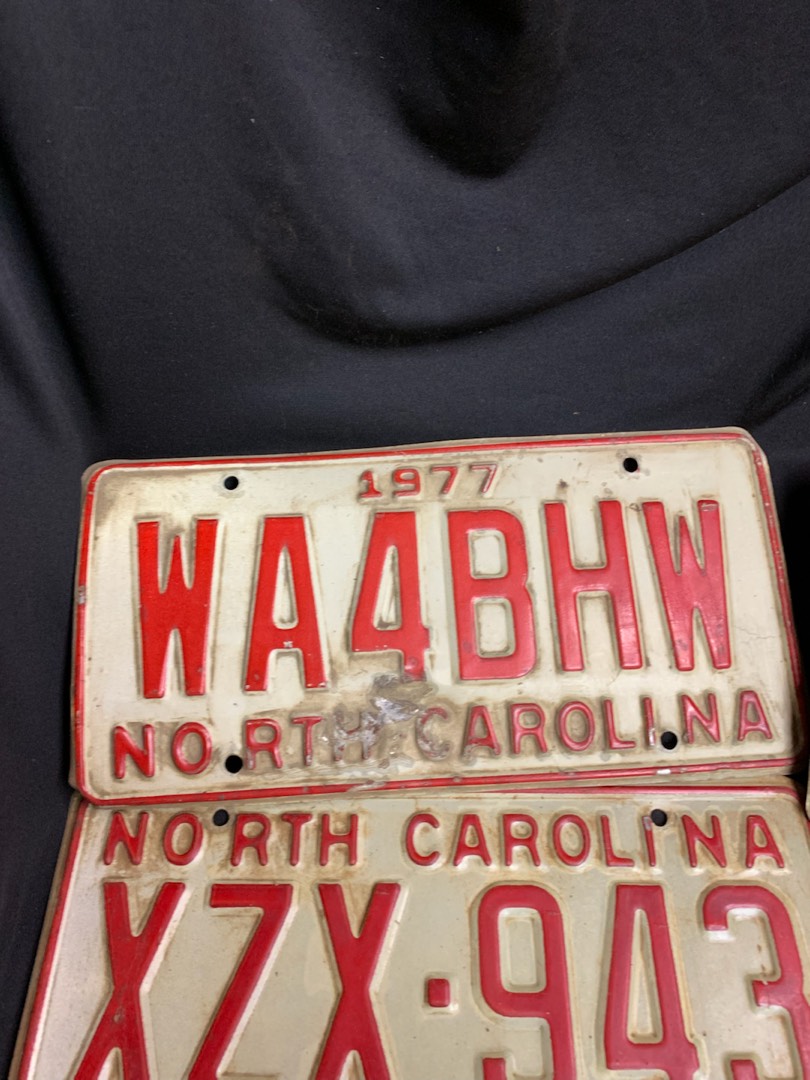 1977
WA4BHW
NORTH CAROLINA
NORTH CAROLINA
XZX·943